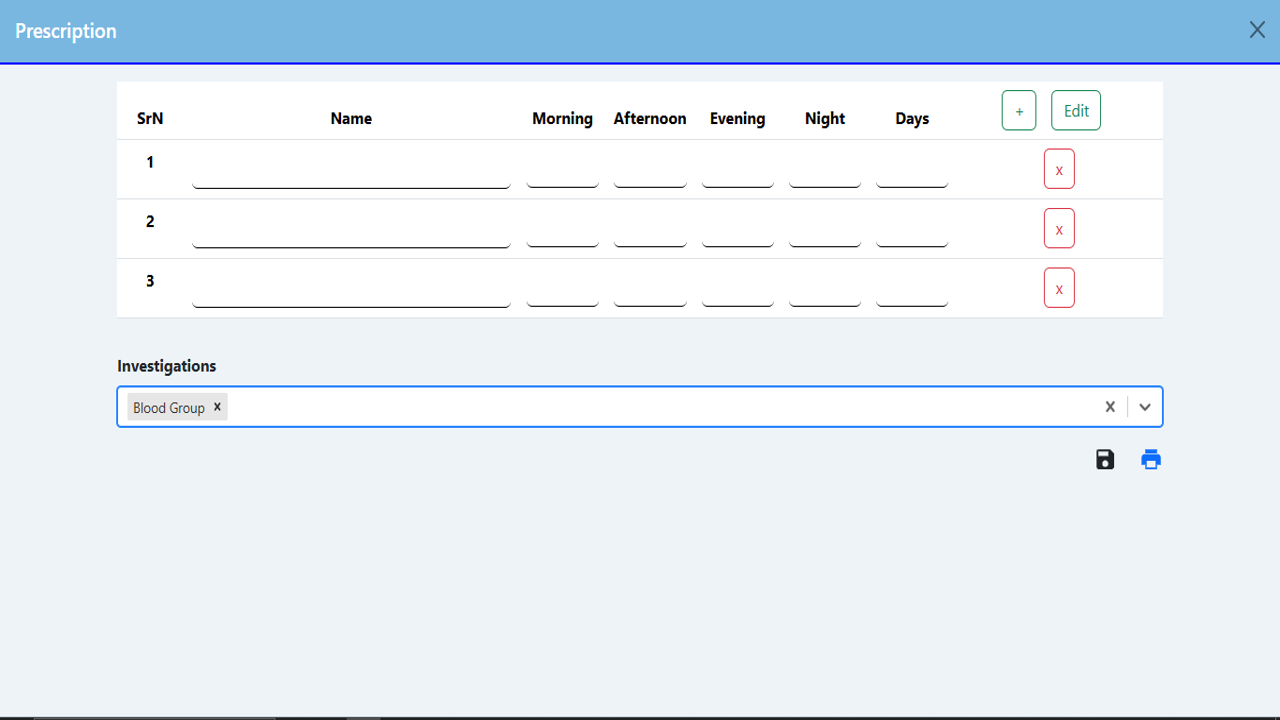 Prescription
SrN Name Morning Afternoon Evening Night Days + Edit
1 x
2 x
3 x
Investigations
Blood Group x x